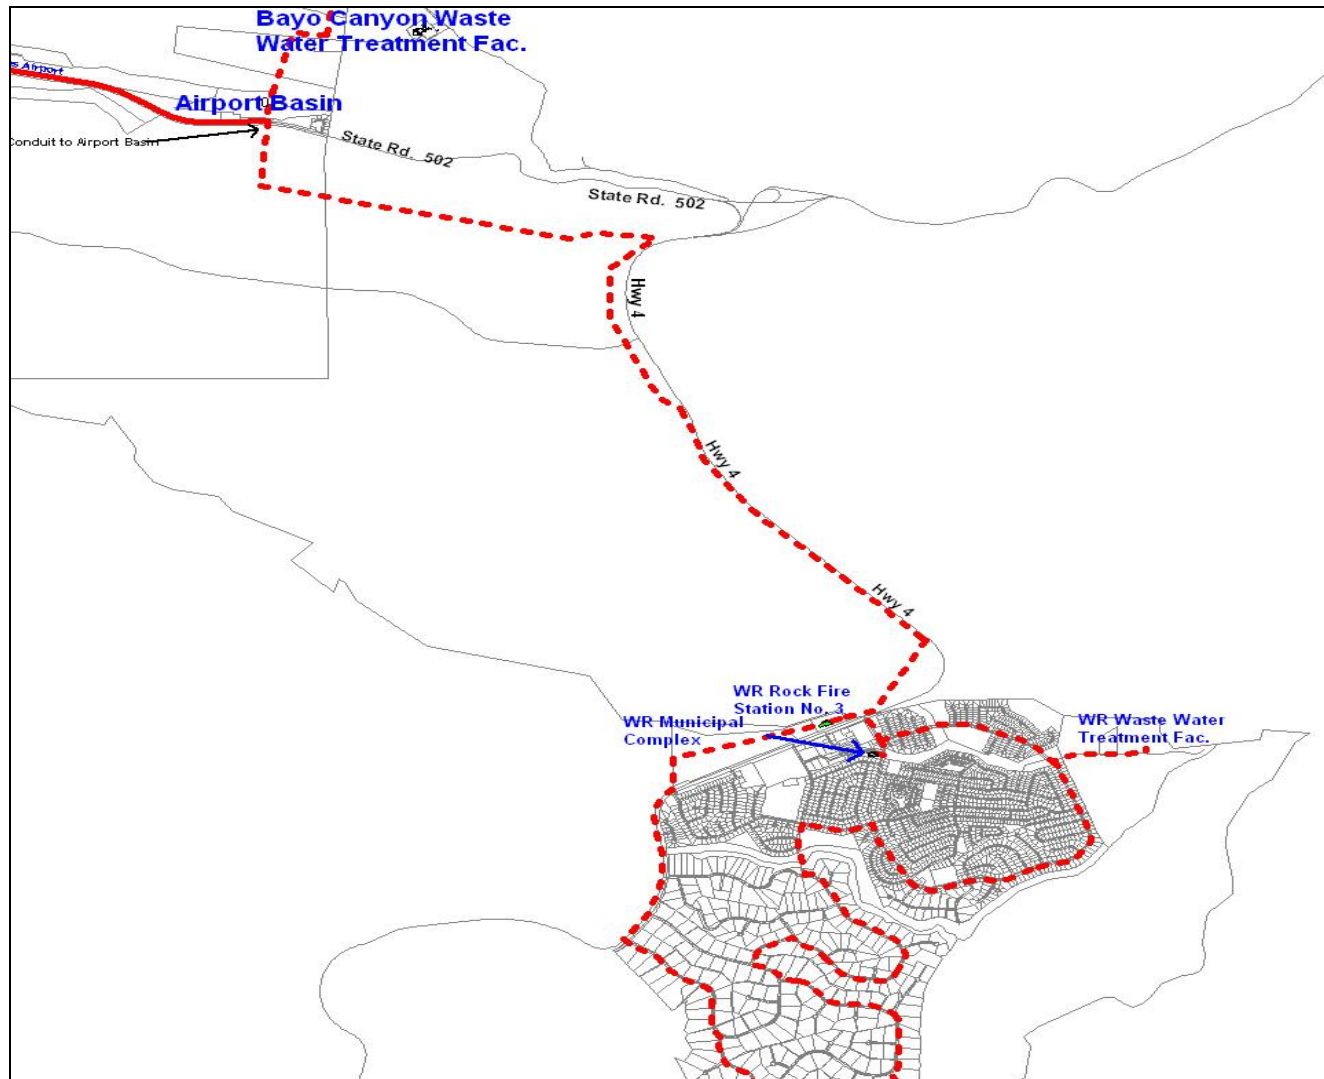 Bayo Canyon Waste
Water Treatment Fac.
Airport
Airport Basin
Conduit to Airport Basin
State Rd. 502
State Rd. 502
Hwy 4
Hwy 4
Hwy 4
WR Rock Fire
Station No. 3
WR Municipal
Complex
WR Waste Water
Treatment Fac.